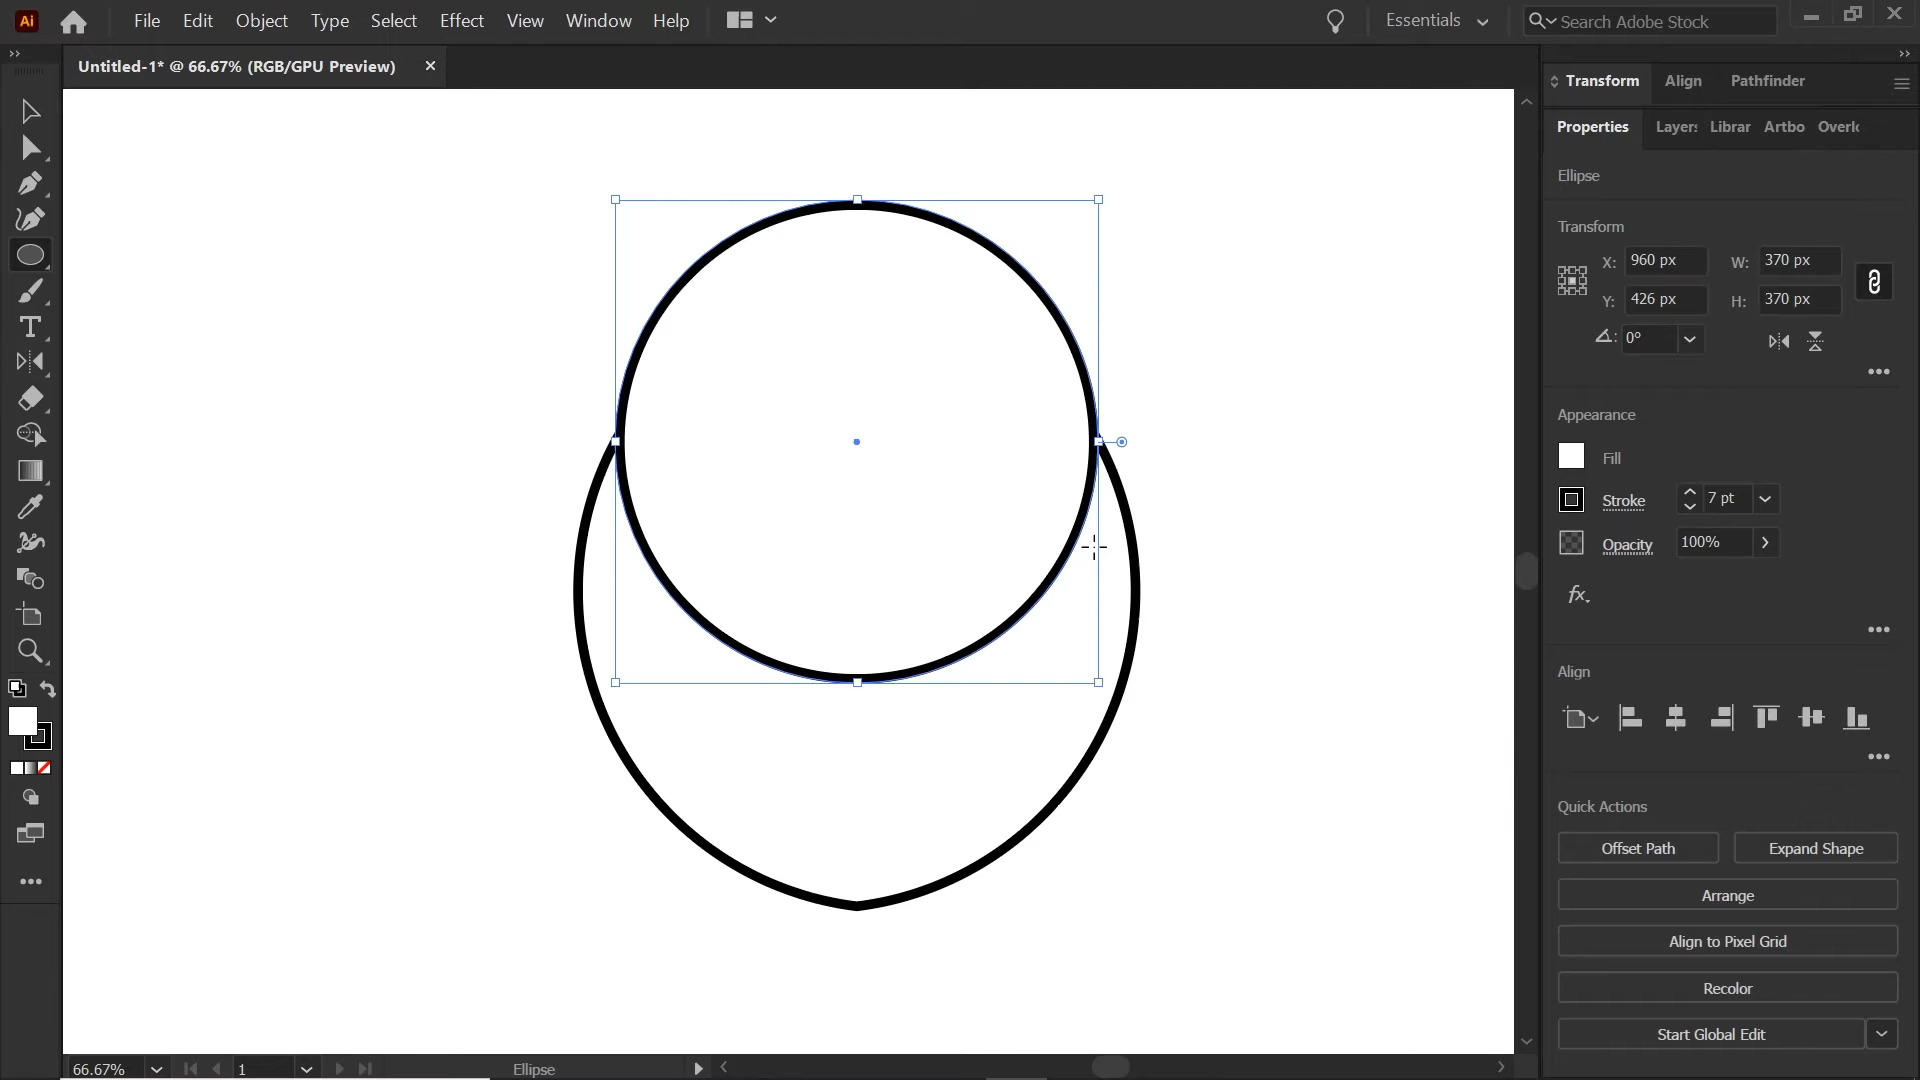 Ai File Edit Object Type Select Effect View Window Help Essentials Search Adobe Stock
Untitled-1* @ 66.67% (RGB/GPU Preview)
Transform Align Pathfinder
Properties Layers Librar Artbo Overlo
Ellipse
Transform
X: 960 px W: 370 px
Y: 426 px H: 370 px
0°
Appearance
Fill
Stroke 7 pt
Opacity 100%
fx
Align
Quick Actions
Offset Path Expand Shape
Arrange
Align to Pixel Grid
Recolor
Start Global Edit
66.67% 1 Ellipse